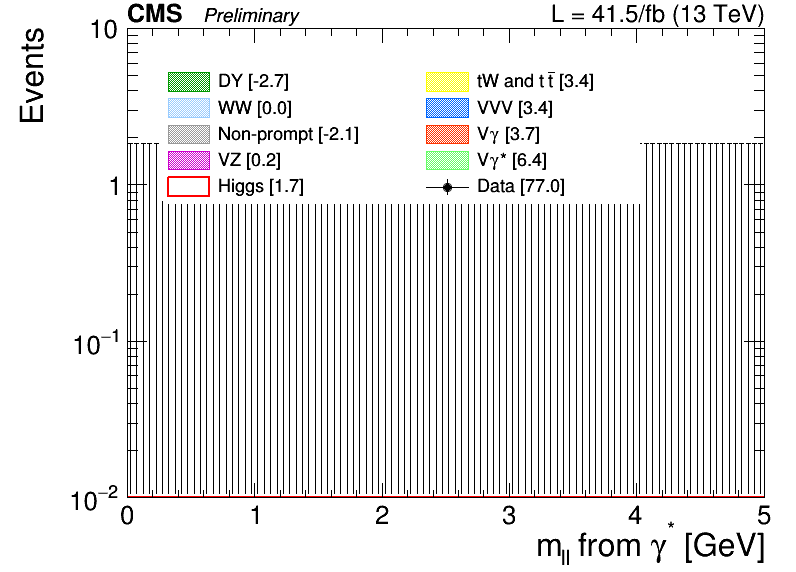 CMS Preliminary L = 41.5/fb (13 TeV)
Events
10
1
10⁻¹
10⁻²
DY [-2.7]
WW [0.0]
Non-prompt [-2.1]
VZ [0.2]
Higgs [1.7]
tW and t t̅ [3.4]
VVV [3.4]
Vγ [3.7]
Vγ* [6.4]
Data [77.0]
0 1 2 3 4 5
m_ll from γ* [GeV]